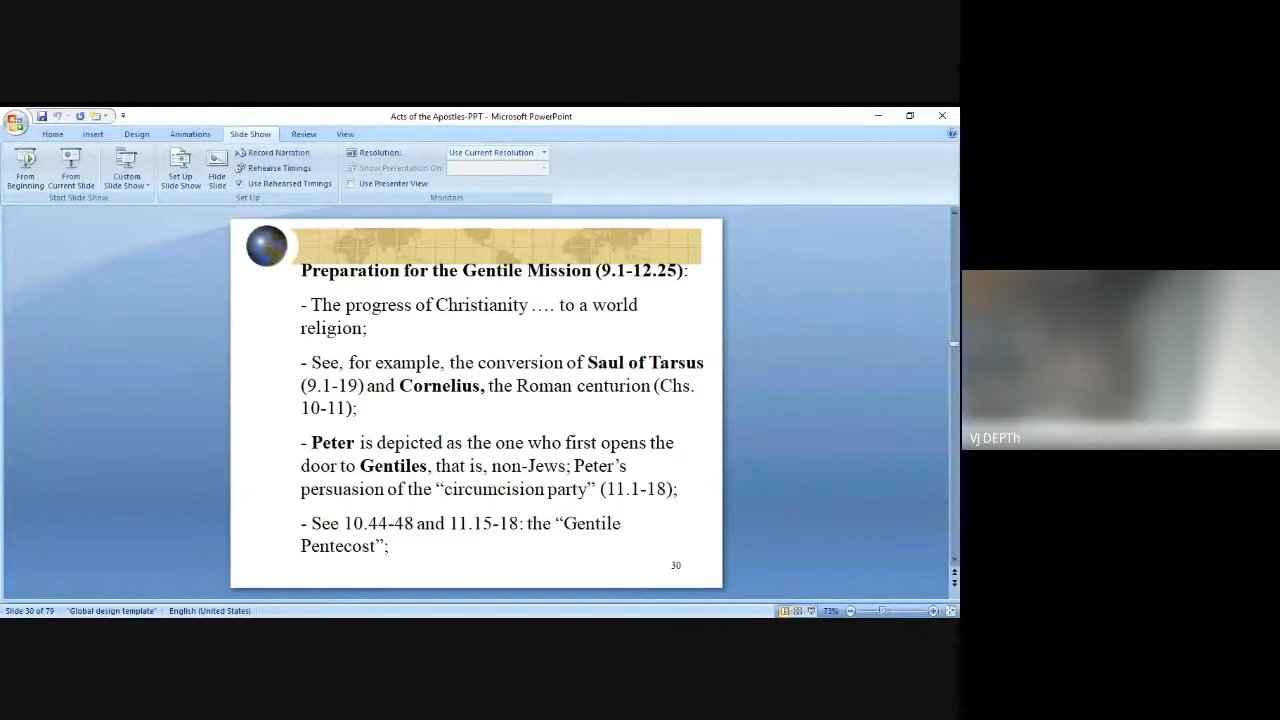 Acts of the Apostles-PPT - Microsoft PowerPoint
Home Insert Design Animations Slide Show Review View
From Beginning
From Current Slide
Custom Slide Show
Start Slide Show
Set Up Slide Show
Hide Slide
Record Narration
Rehearse Timings
Use Rehearsed Timings
Set Up
Resolution: Use Current Resolution
Show Presentation On:
Use Presenter View
Monitors
Preparation for the Gentile Mission (9.1-12.25):
- The progress of Christianity …. to a world
religion;
- See, for example, the conversion of Saul of Tarsus
(9.1-19) and Cornelius, the Roman centurion (Chs.
10-11);
- Peter is depicted as the one who first opens the
door to Gentiles, that is, non-Jews; Peter’s
persuasion of the “circumcision party” (11.1-18);
- See 10.44-48 and 11.15-18: the “Gentile
Pentecost”;
30
VJ DEPTh
Slide 30 of 79 "Global design template" English (United States) 73%